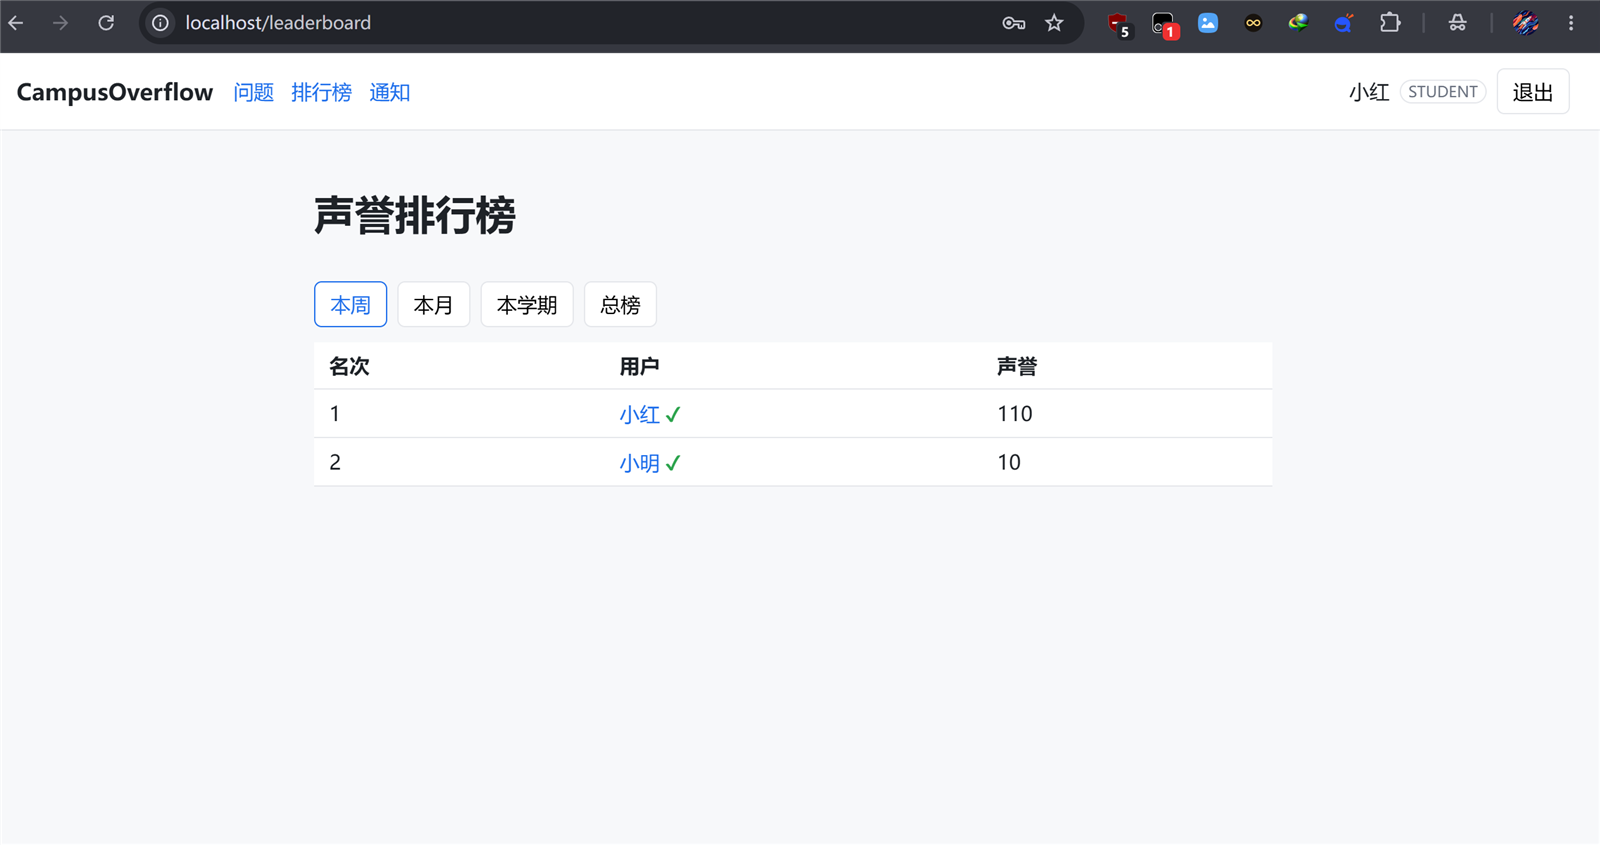 localhost/leaderboard
5
1
CampusOverflow 问题 排行榜 通知 小红 STUDENT 退出
声誉排行榜
本周 本月 本学期 总榜
名次 用户 声誉
1 小红 ✓ 110
2 小明 ✓ 10